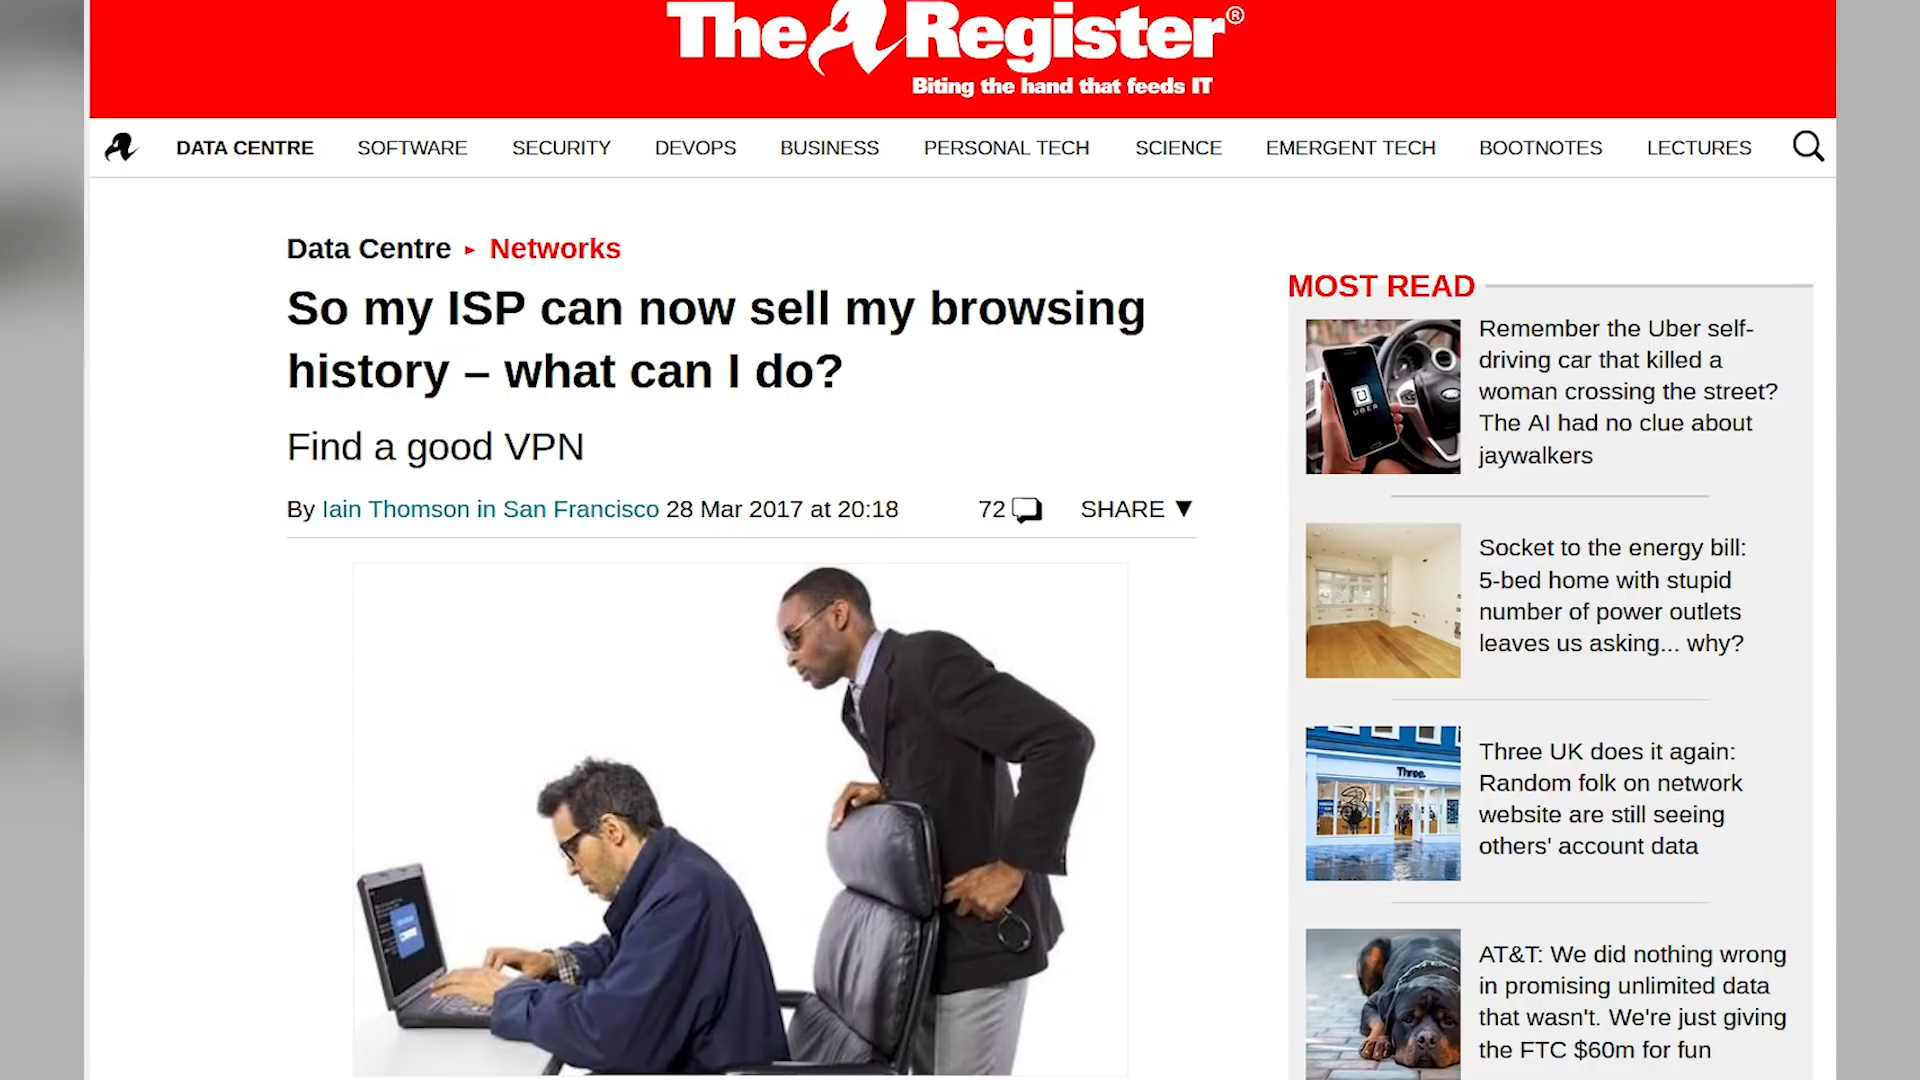 The Register®
Biting the hand that feeds IT
DATA CENTRE SOFTWARE SECURITY DEVOPS BUSINESS PERSONAL TECH SCIENCE EMERGENT TECH BOOTNOTES LECTURES
Data Centre ► Networks
So my ISP can now sell my browsing
history – what can I do?
Find a good VPN
By Iain Thomson in San Francisco 28 Mar 2017 at 20:18 72 SHARE ▼
MOST READ
UBER
Remember the Uber self-
driving car that killed a
woman crossing the street?
The AI had no clue about
jaywalkers
Socket to the energy bill:
5-bed home with stupid
number of power outlets
leaves us asking... why?
Three.
Three UK does it again:
Random folk on network
website are still seeing
others' account data
AT&T: We did nothing wrong
in promising unlimited data
that wasn't. We're just giving
the FTC $60m for fun